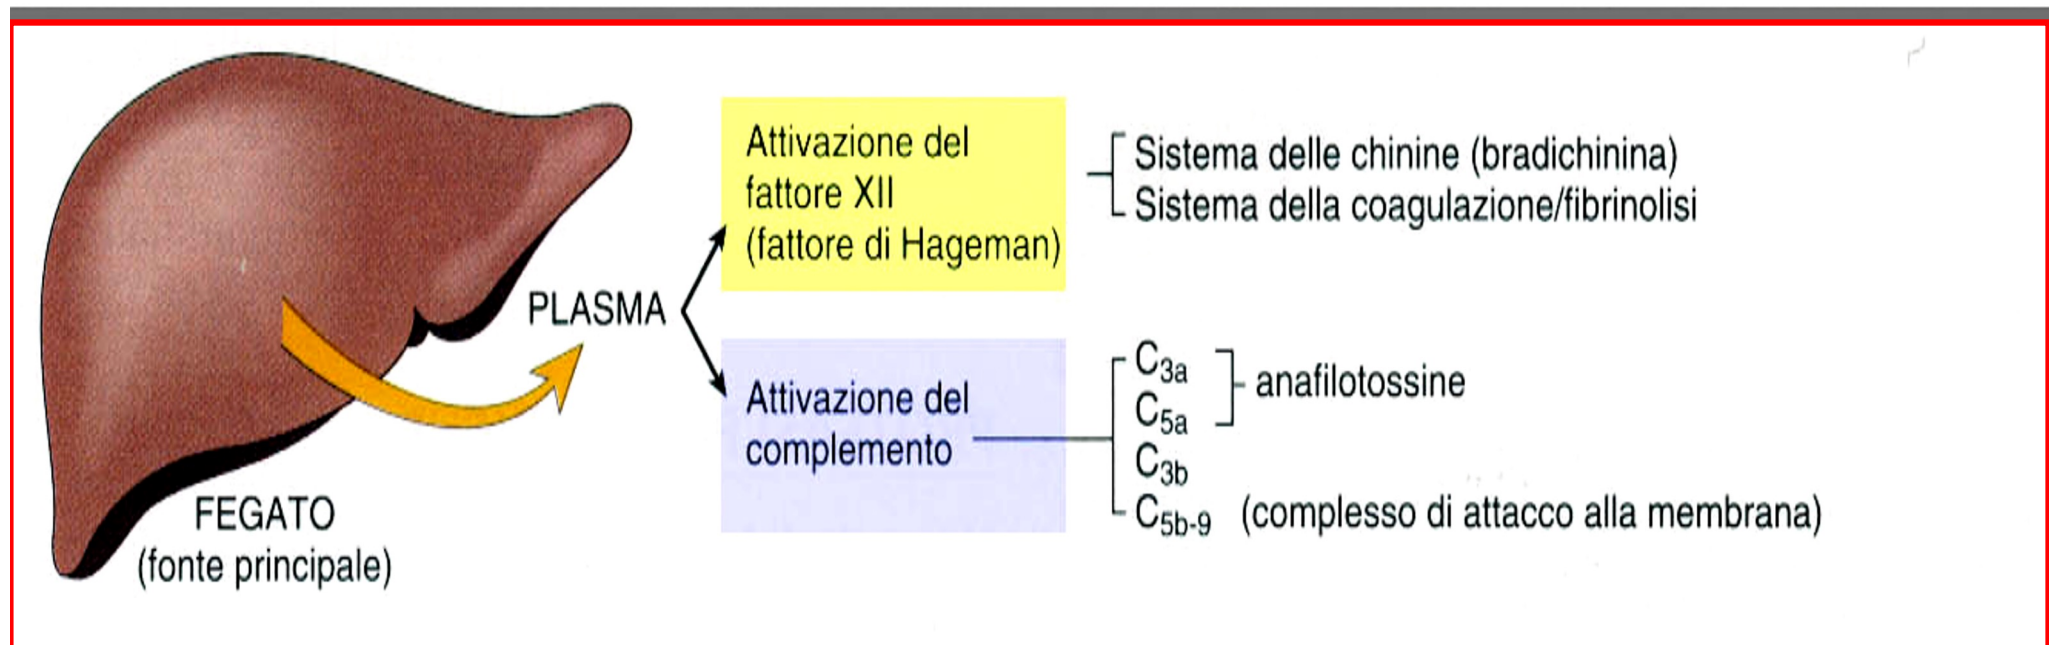 Attivazione del
fattore XII
(fattore di Hageman)
Sistema delle chinine (bradichinina)
Sistema della coagulazione/fibrinolisi
PLASMA
Attivazione del
complemento
C3a
C5a
anafilotossine
C3b
C5b-9 (complesso di attacco alla membrana)
FEGATO
(fonte principale)